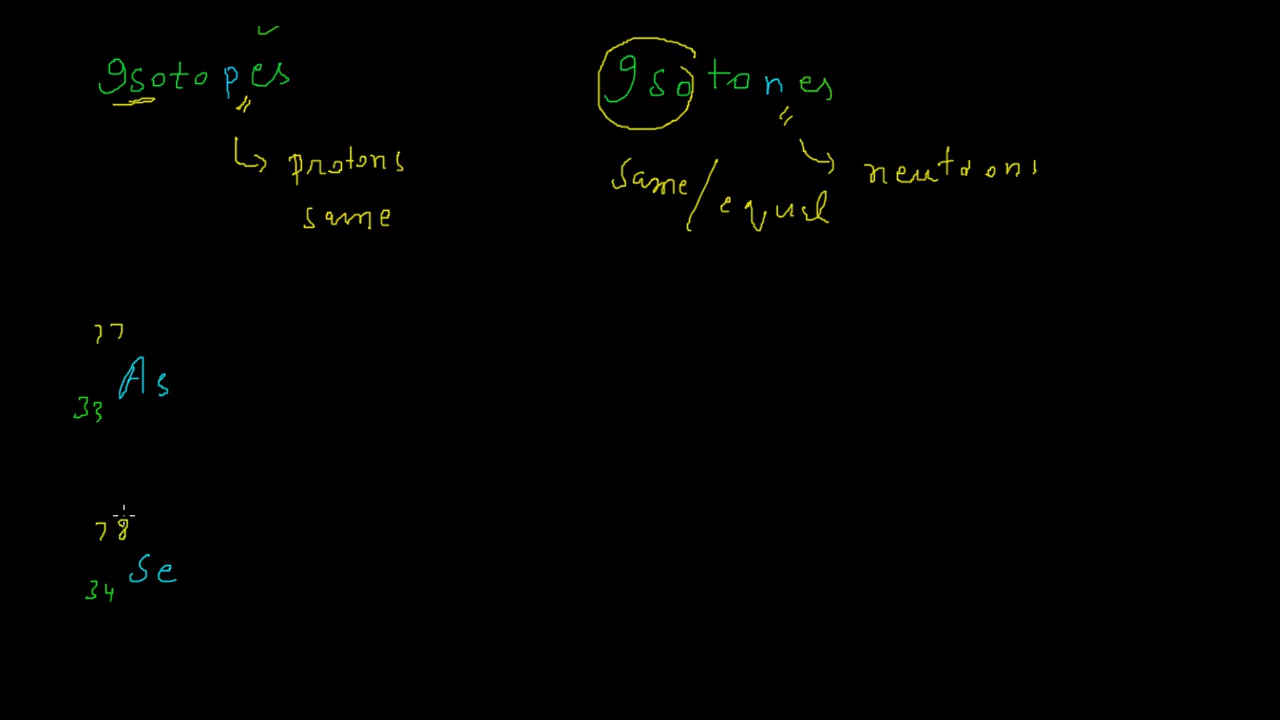 Isotopes
Isotones
protons
same
same/equal
neutrons
77
As
33
78
Se
34